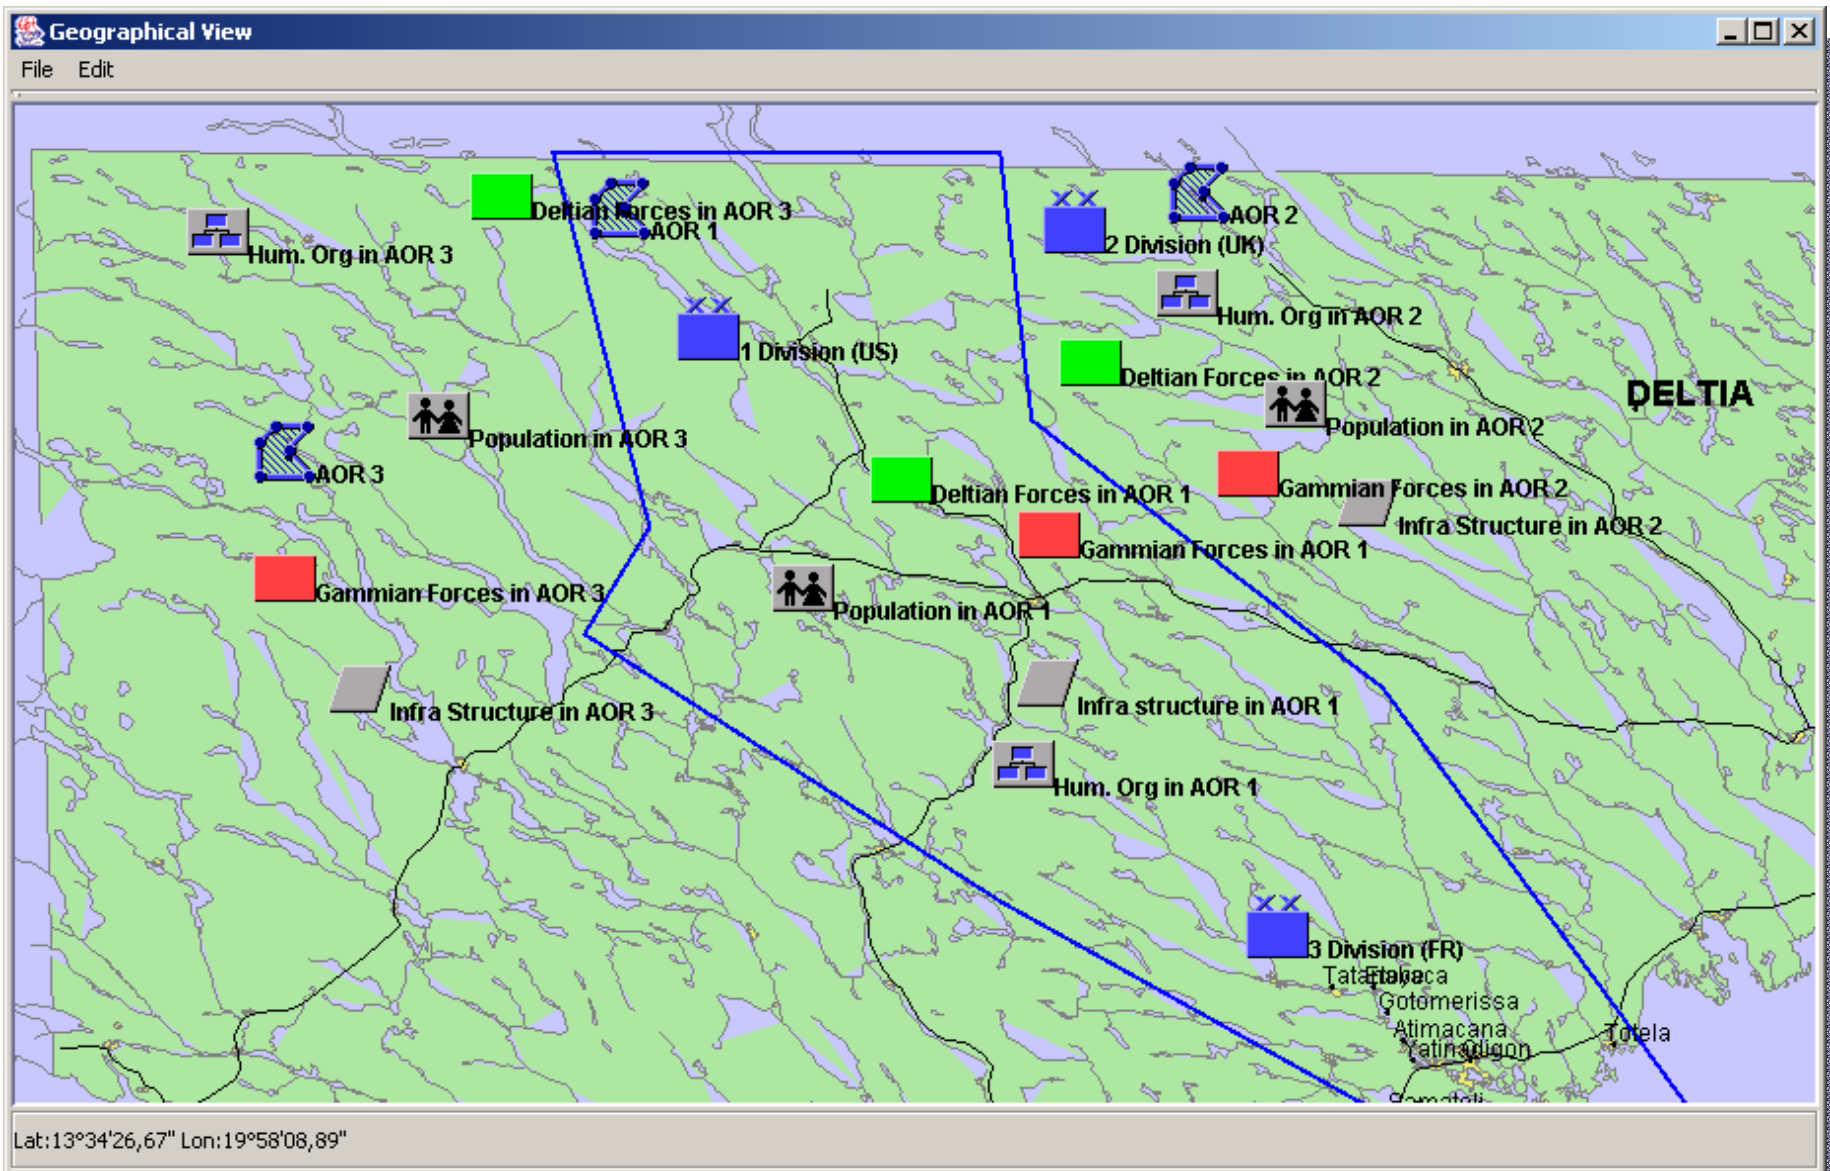 Geographical View
File Edit
Deltian Forces in AOR 3
AOR 1
AOR 2
2 Division (UK)
Hum. Org in AOR 3
Hum. Org in AOR 2
1 Division (US)
Deltian Forces in AOR 2
DELTIA
Population in AOR 2
Population in AOR 3
AOR 3
Deltian Forces in AOR 1
Gammian Forces in AOR 2
Infra Structure in AOR 2
Gammian Forces in AOR 1
Gammian Forces in AOR 3
Population in AOR 1
Infra structure in AOR 1
Infra Structure in AOR 3
Hum. Org in AOR 1
3 Division (FR)
Gotomerissa
Atimacana
Totela
Lat:13°34'26,67" Lon:19°58'08,89"